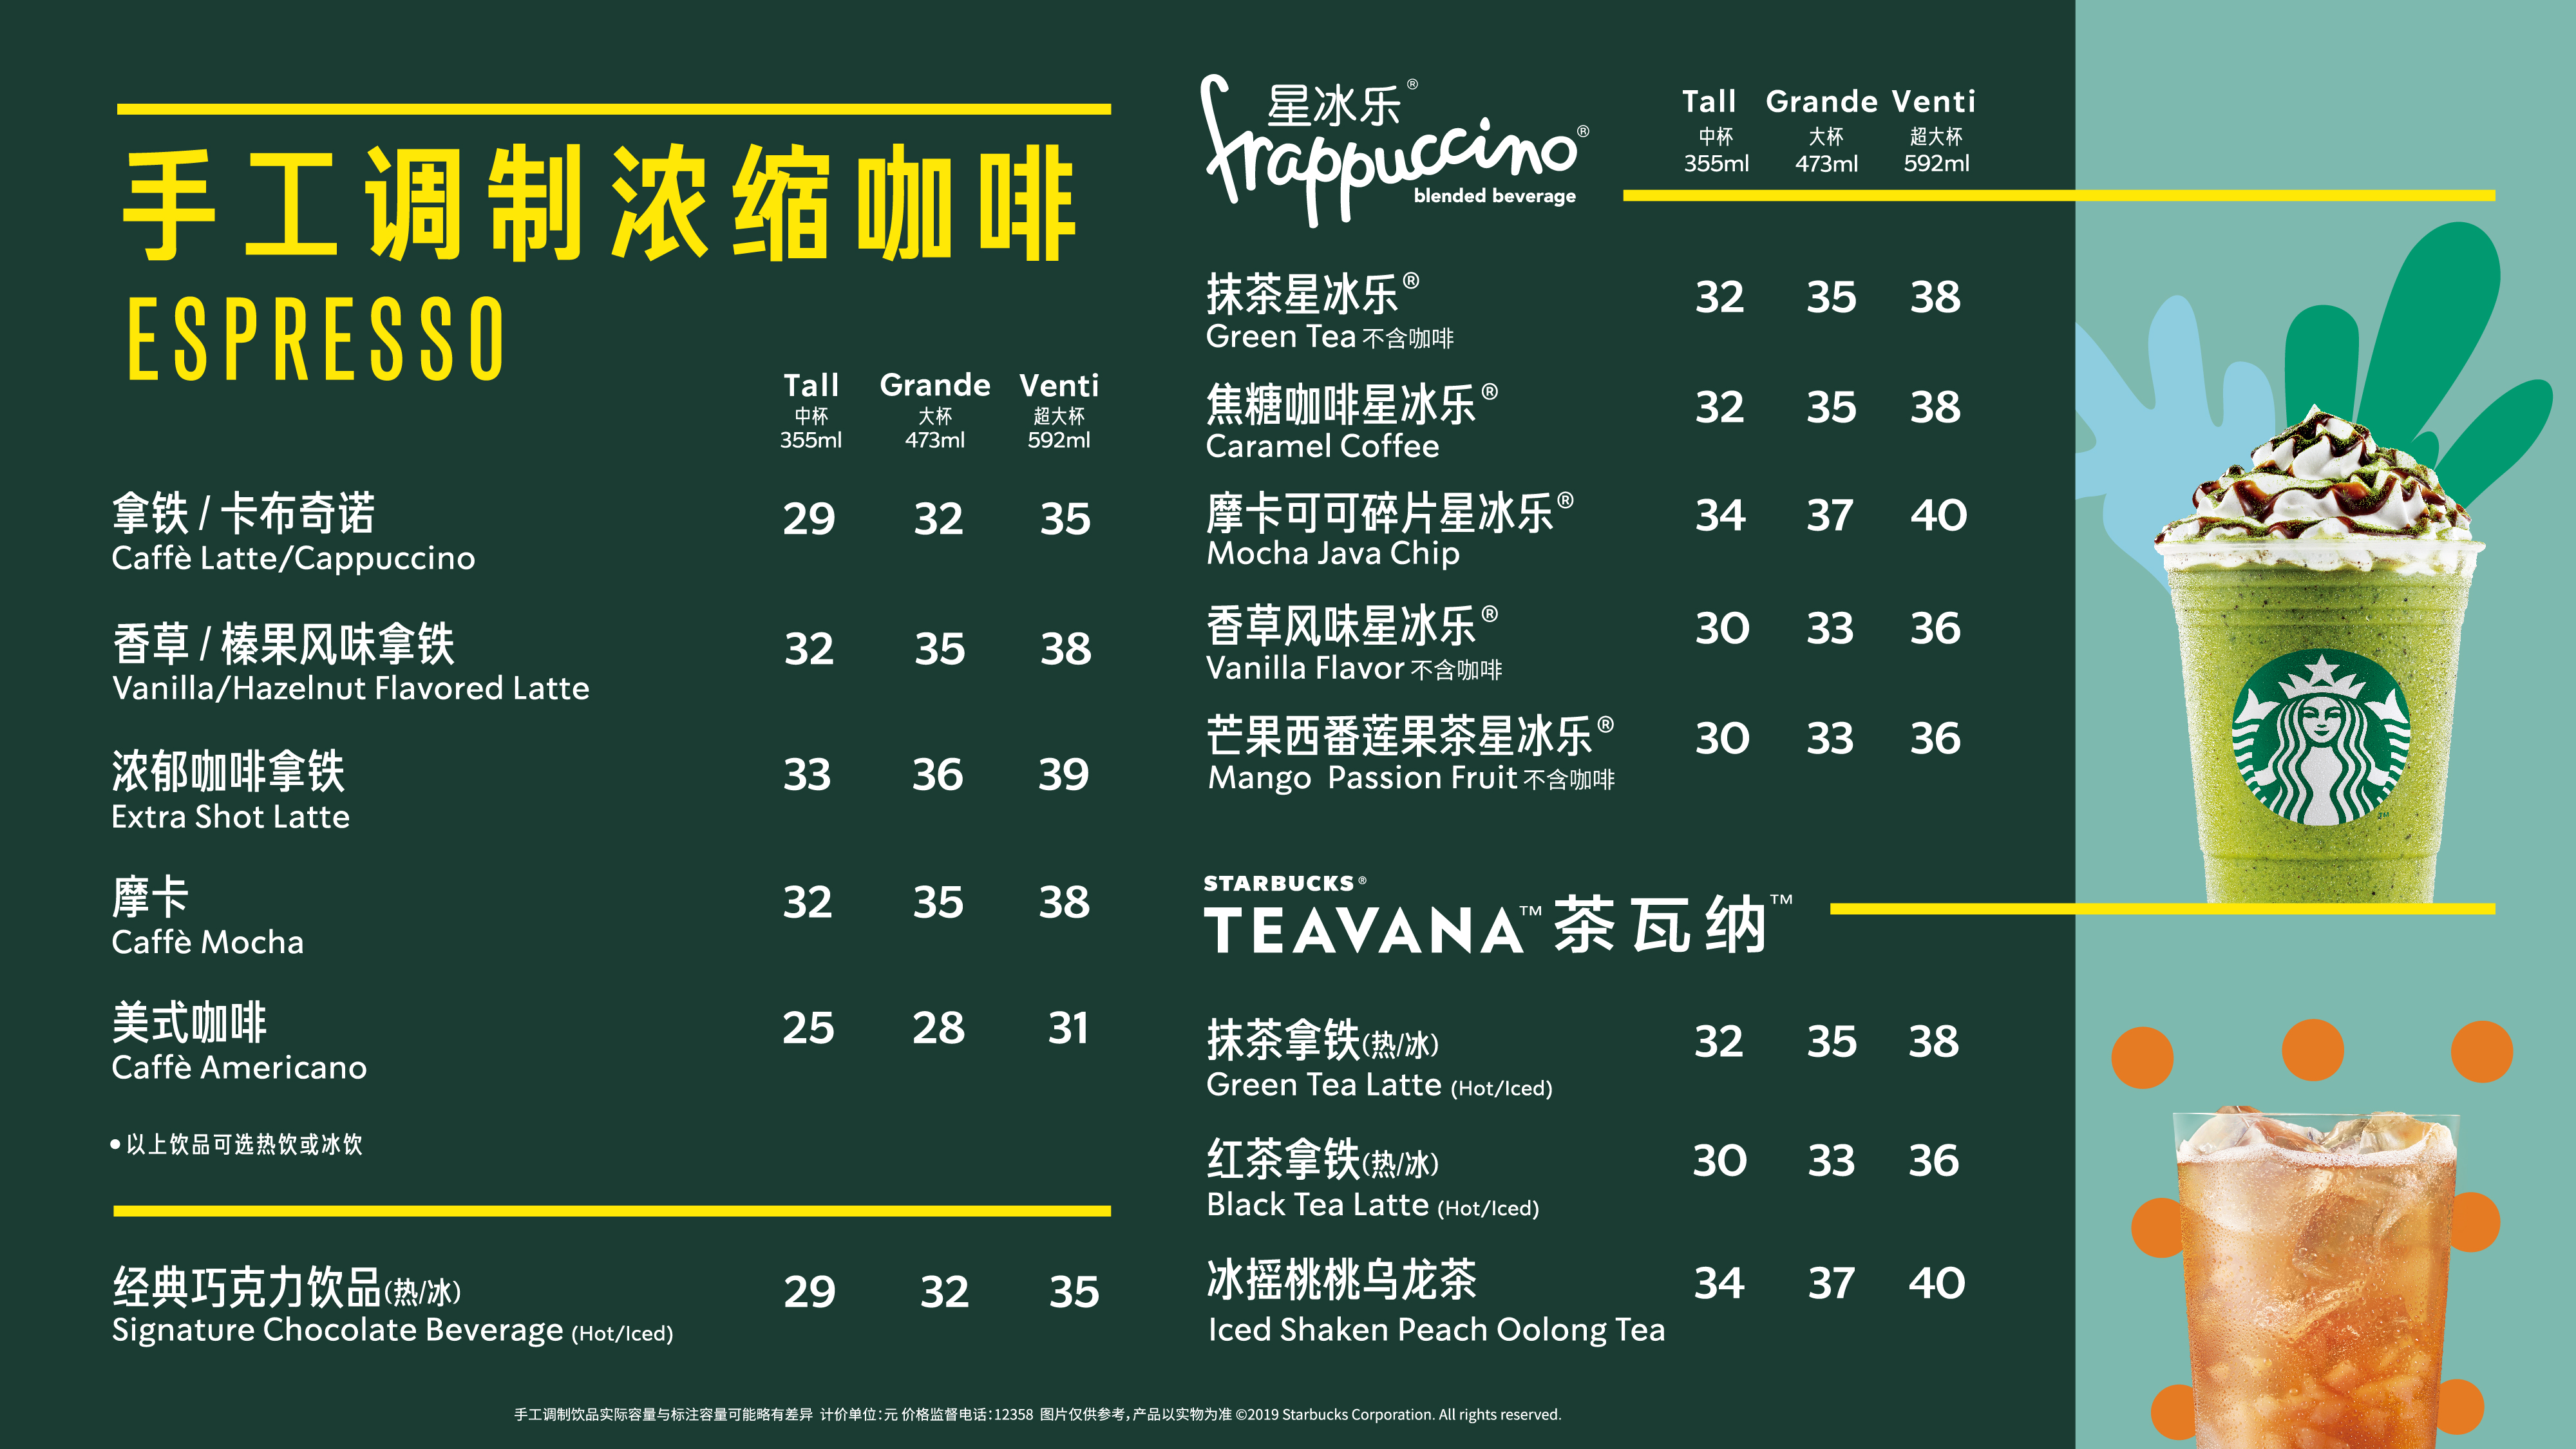 手工调制浓缩咖啡
ESPRESSO
Tall Grande Venti
中杯 大杯 超大杯
355ml 473ml 592ml
拿铁 / 卡布奇诺 29 32 35
Caffè Latte/Cappuccino
香草 / 榛果风味拿铁 32 35 38
Vanilla/Hazelnut Flavored Latte
浓郁咖啡拿铁 33 36 39
Extra Shot Latte
摩卡 32 35 38
Caffè Mocha
美式咖啡 25 28 31
Caffè Americano
•以上饮品可选热饮或冰饮
经典巧克力饮品(热/冰) 29 32 35
Signature Chocolate Beverage (Hot/Iced)
星冰乐®
frappuccino®
blended beverage
Tall Grande Venti
中杯 大杯 超大杯
355ml 473ml 592ml
抹茶星冰乐® 32 35 38
Green Tea 不含咖啡
焦糖咖啡星冰乐® 32 35 38
Caramel Coffee
摩卡可可碎片星冰乐® 34 37 40
Mocha Java Chip
香草风味星冰乐® 30 33 36
Vanilla Flavor 不含咖啡
芒果西番莲果茶星冰乐® 30 33 36
Mango Passion Fruit 不含咖啡
STARBUCKS®
TEAVANA™ 茶瓦纳™
抹茶拿铁(热/冰) 32 35 38
Green Tea Latte (Hot/Iced)
红茶拿铁(热/冰) 30 33 36
Black Tea Latte (Hot/Iced)
冰摇桃桃乌龙茶 34 37 40
Iced Shaken Peach Oolong Tea
TM
手工调制饮品实际容量与标注容量可能略有差异 计价单位:元 价格监督电话:12358 图片仅供参考,产品以实物为准 ©2019 Starbucks Corporation. All rights reserved.